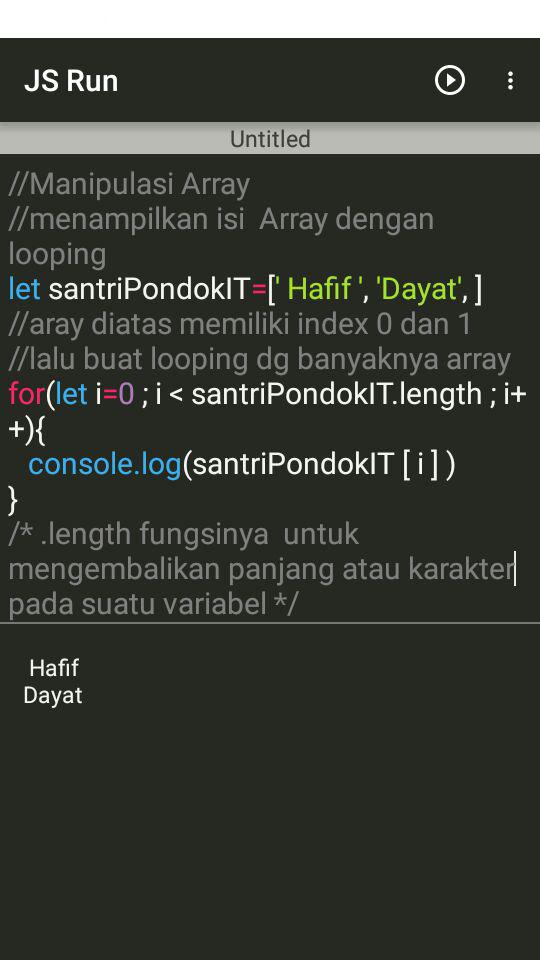 JS Run
Untitled
//Manipulasi Array
//menampilkan isi  Array dengan
looping
let santriPondokIT=[' Hafif ', 'Dayat', ]
//aray diatas memiliki index 0 dan 1
//lalu buat looping dg banyaknya array
for(let i=0 ; i < santriPondokIT.length ; i+
+){
   console.log(santriPondokIT [ i ] )
}
/* .length fungsinya  untuk
mengembalikan panjang atau karakter
pada suatu variabel */
 Hafif
Dayat